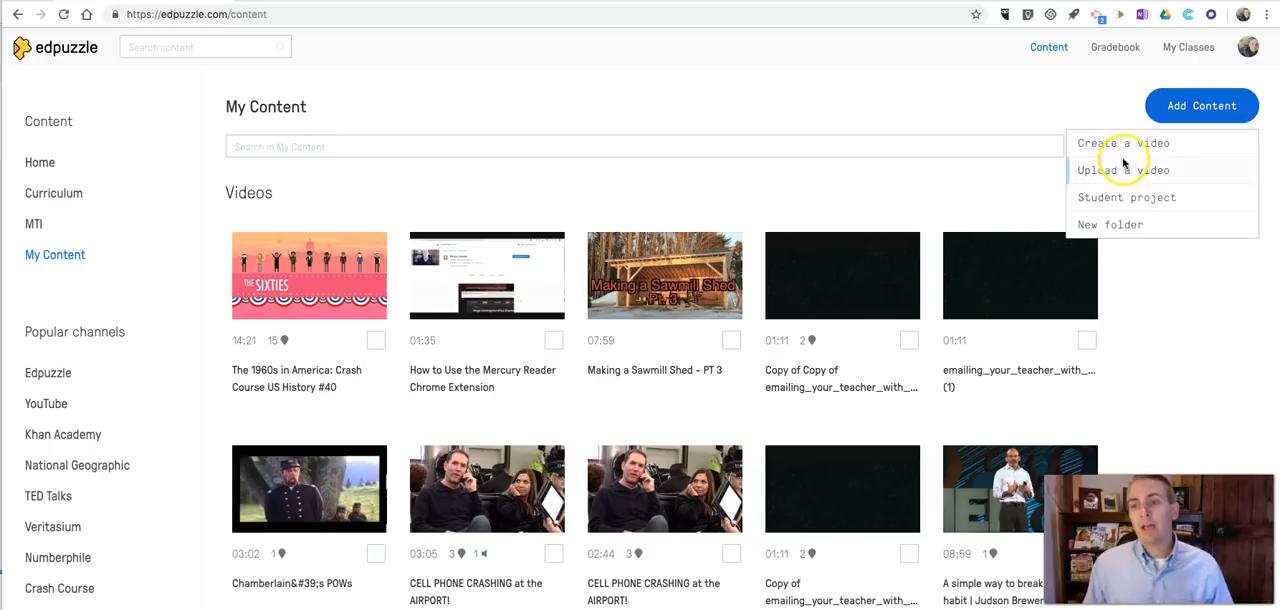 https://edpuzzle.com/content
2
edpuzzle
Search content
Content
Gradebook
My Classes
Content
Home
Curriculum
MTI
My Content
Popular channels
Edpuzzle
YouTube
Khan Academy
National Geographic
TED Talks
Veritasium
Numberphile
Crash Course
My Content
Add Content
Search in My Content
Create a video
Upload a video
Student project
New folder
Videos
THE SIXTIES
Making a Sawmill Shed
Pt. 3
14:21 15
01:35
07:59
01:11 2
01:11
The 1960s in America: Crash
Course US History #40
How to Use the Mercury Reader
Chrome Extension
Making a Sawmill Shed - PT 3
Copy of Copy of
emailing_your_teacher_with_...
emailing_your_teacher_with_...
(1)
03:02 1
03:05 3 1
02:44 3
01:11 2
08:59 1
Chamberlain&#39;s POWs
CELL PHONE CRASHING at the
AIRPORT!
CELL PHONE CRASHING at the
AIRPORT!
Copy of
emailing_your_teacher_with_...
A simple way to break
habit | Judson Brewer